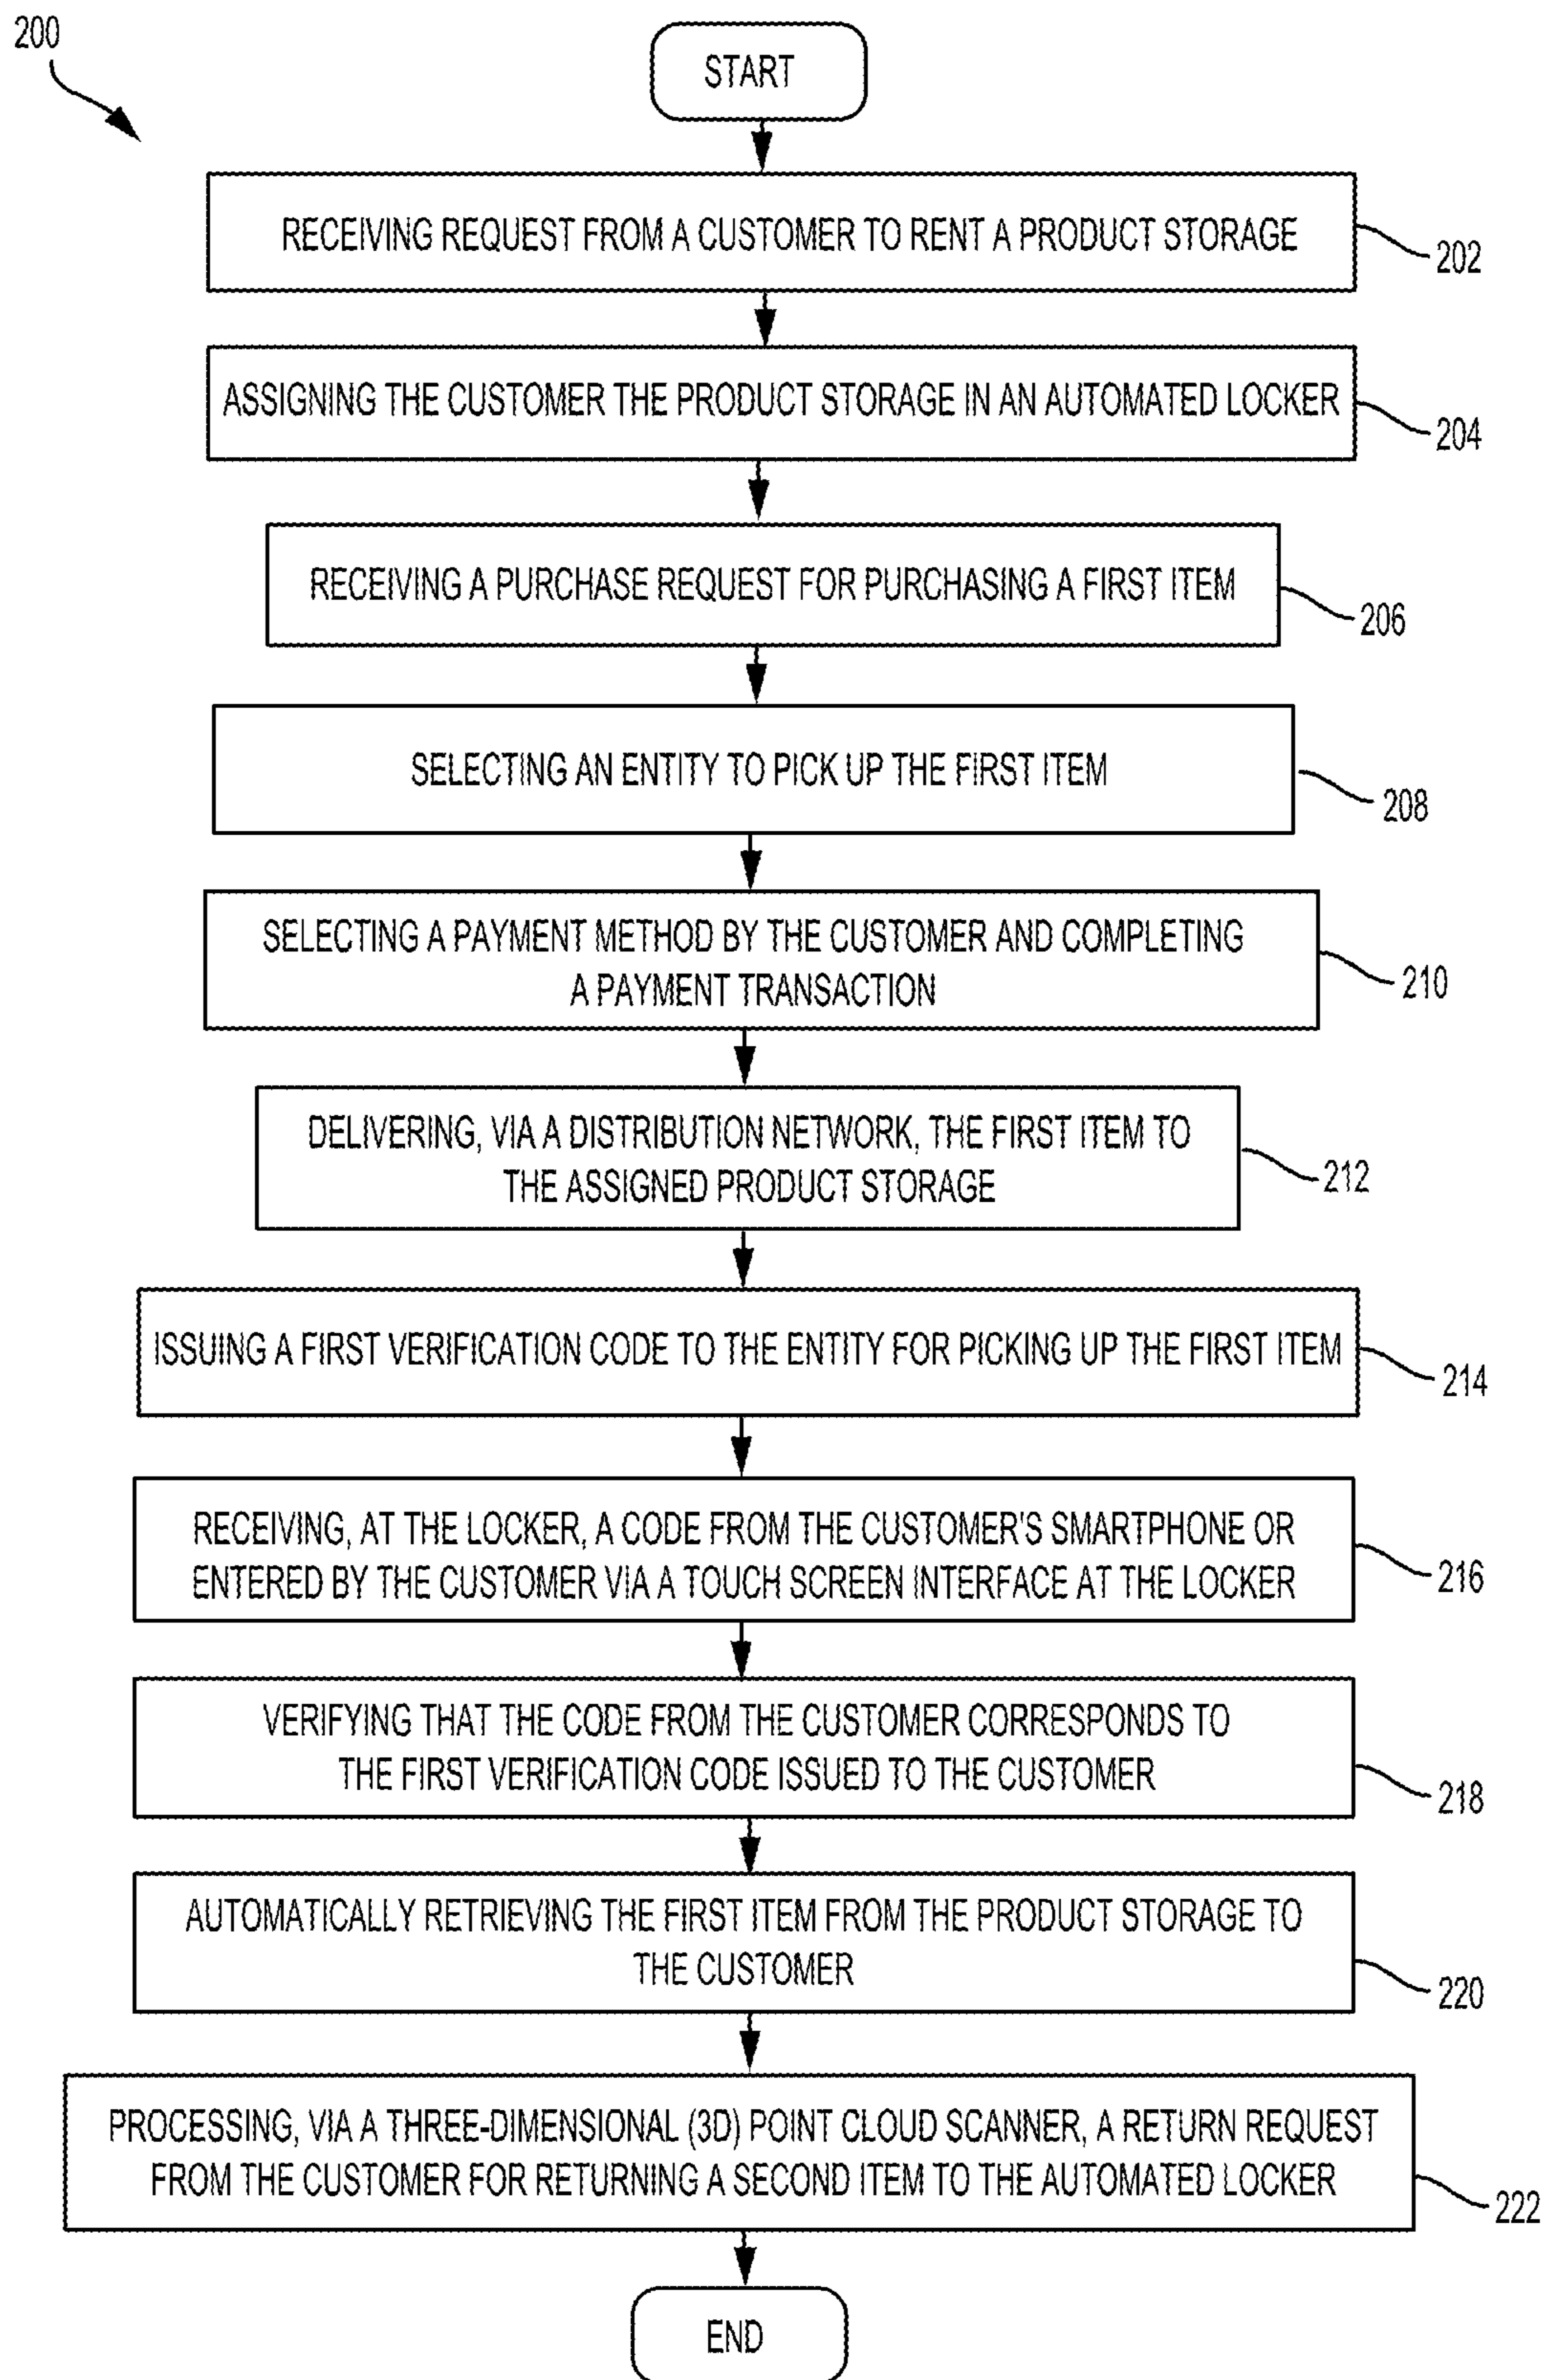 200
START
RECEIVING REQUEST FROM A CUSTOMER TO RENT A PRODUCT STORAGE
202
ASSIGNING THE CUSTOMER THE PRODUCT STORAGE IN AN AUTOMATED LOCKER
204
RECEIVING A PURCHASE REQUEST FOR PURCHASING A FIRST ITEM
206
SELECTING AN ENTITY TO PICK UP THE FIRST ITEM
208
SELECTING A PAYMENT METHOD BY THE CUSTOMER AND COMPLETING
A PAYMENT TRANSACTION
210
DELIVERING, VIA A DISTRIBUTION NETWORK, THE FIRST ITEM TO
THE ASSIGNED PRODUCT STORAGE
212
ISSUING A FIRST VERIFICATION CODE TO THE ENTITY FOR PICKING UP THE FIRST ITEM
214
RECEIVING, AT THE LOCKER, A CODE FROM THE CUSTOMER'S SMARTPHONE OR
ENTERED BY THE CUSTOMER VIA A TOUCH SCREEN INTERFACE AT THE LOCKER
216
VERIFYING THAT THE CODE FROM THE CUSTOMER CORRESPONDS TO
THE FIRST VERIFICATION CODE ISSUED TO THE CUSTOMER
218
AUTOMATICALLY RETRIEVING THE FIRST ITEM FROM THE PRODUCT STORAGE TO
THE CUSTOMER
220
PROCESSING, VIA A THREE-DIMENSIONAL (3D) POINT CLOUD SCANNER, A RETURN REQUEST
FROM THE CUSTOMER FOR RETURNING A SECOND ITEM TO THE AUTOMATED LOCKER
222
END